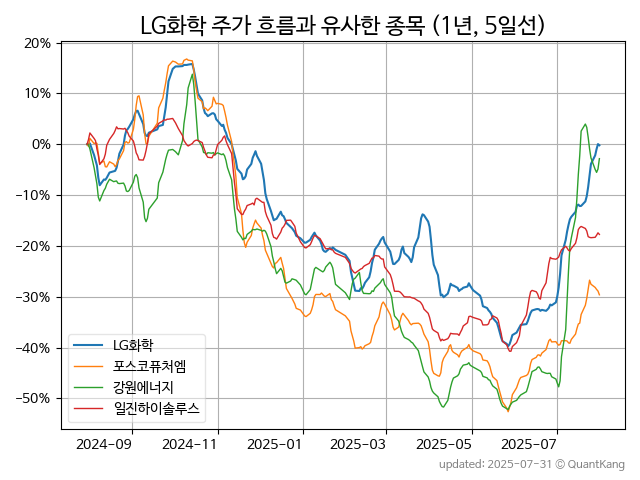 LG화학 주가 흐름과 유사한 종목 (1년, 5일선)
20%
10%
0%
−10%
−20%
−30%
−40%
−50%
LG화학
포스코퓨처엠
강원에너지
일진하이솔루스
2024−09 2024−11 2025−01 2025−03 2025−05 2025−07
updated: 2025-07-31 © QuantKang